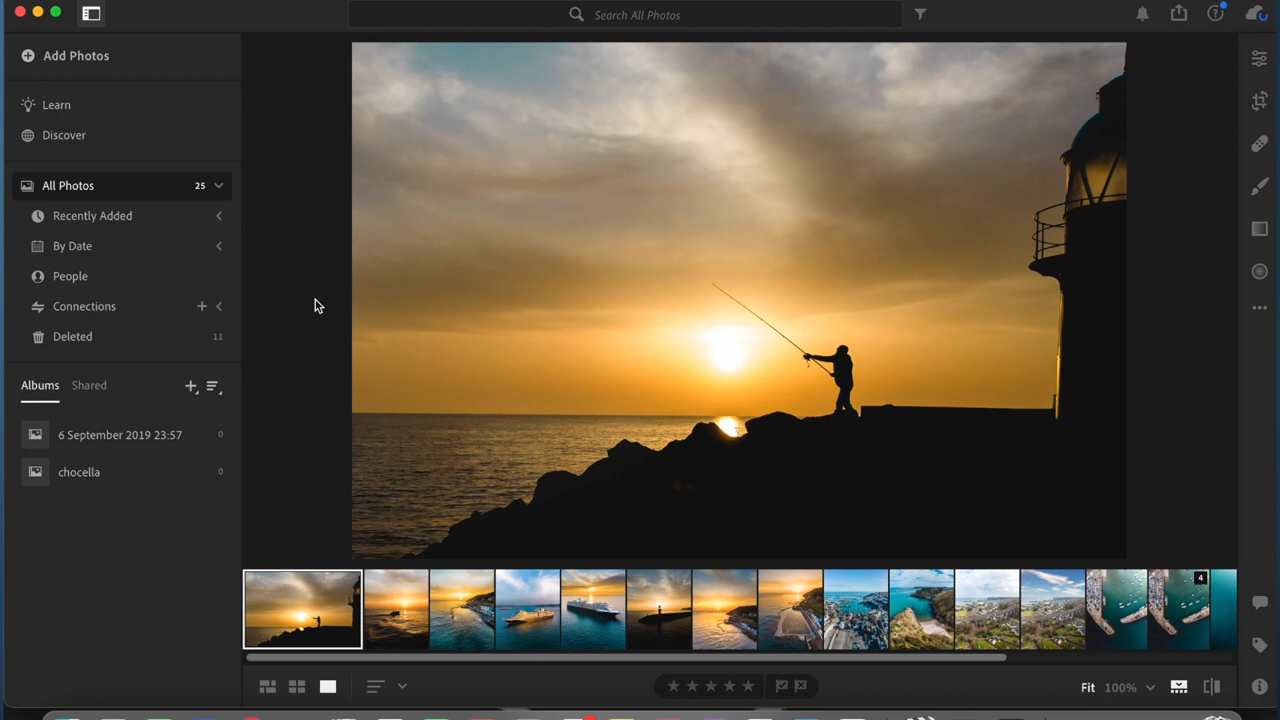 Search All Photos
Add Photos
Learn
Discover
All Photos 25
Recently Added
By Date
People
Connections
Deleted 11
Albums Shared
6 September 2019 23:57 0
chocella 0
4
Fit 100%